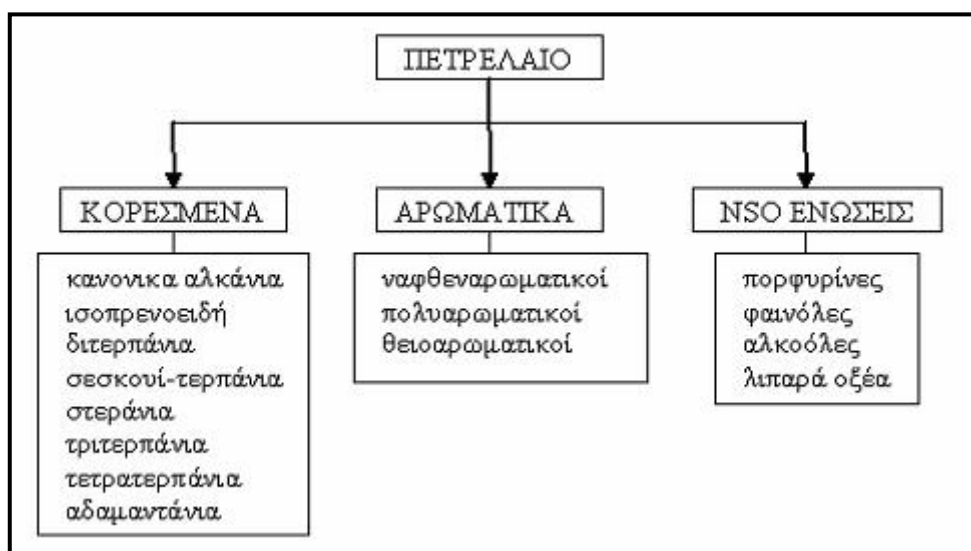 ΠΕΤΡΕΛΑΙΟ
ΚΟΡΕΣΜΕΝΑ
κανονικα αλκάνια
ισοπρενοειδή
διτερπάνια
σεσκουί-τερπάνια
στεράνια
τριτερπάνια
τετρατερπάνια
αδαμαντάνια
ΑΡΩΜΑΤΙΚΑ
ναφθεναρωματικοί
πολυαρωματικοί
θειοαρωματικοί
NSO ΕΝΩΣΕΙΣ
πορφυρίνες
φαινόλες
αλκοόλες
λιπαρά οξέα